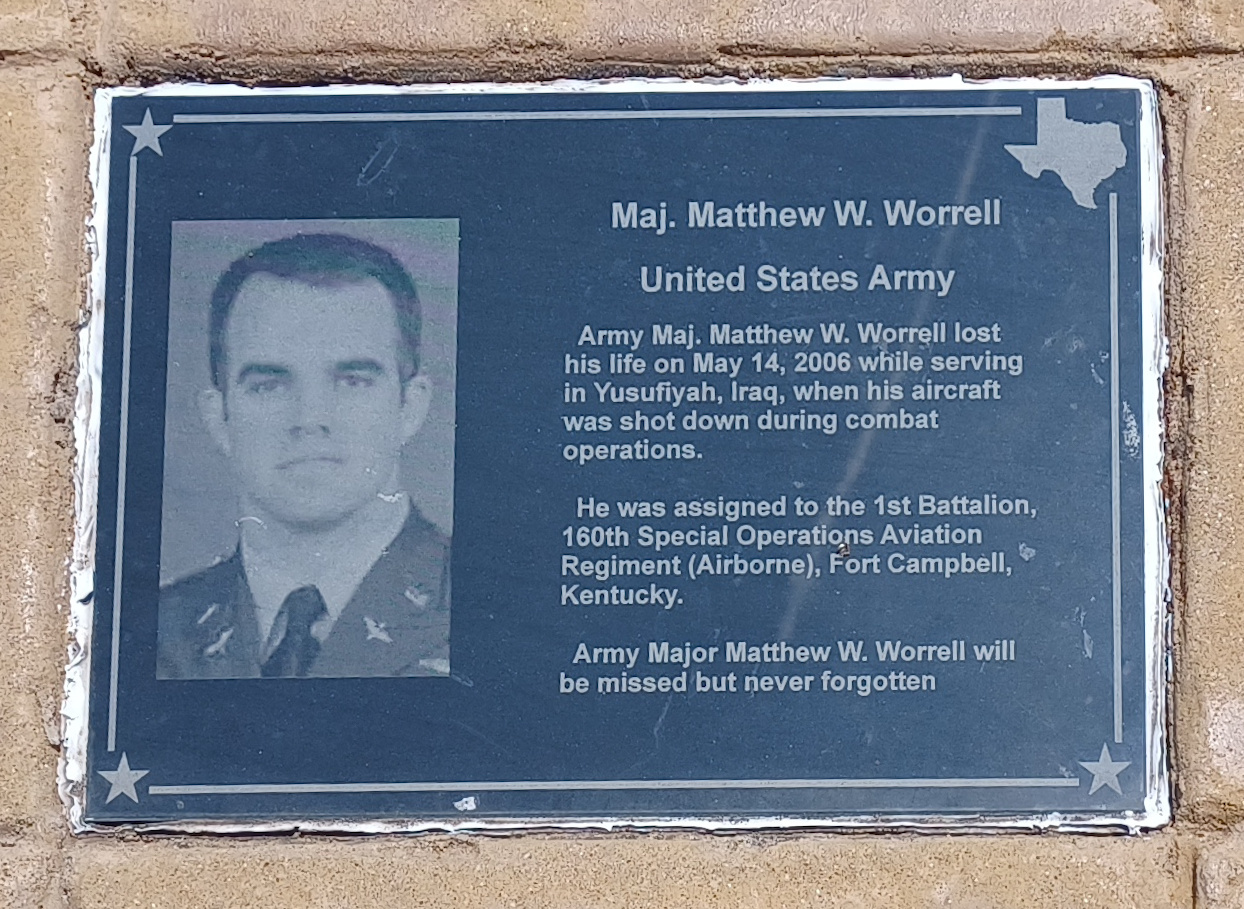 Maj. Matthew W. Worrell
United States Army
Army Maj. Matthew W. Worrell lost
his life on May 14, 2006 while serving
in Yusufiyah, Iraq, when his aircraft
was shot down during combat
operations.
He was assigned to the 1st Battalion,
160th Special Operations Aviation
Regiment (Airborne), Fort Campbell,
Kentucky.
Army Major Matthew W. Worrell will
be missed but never forgotten